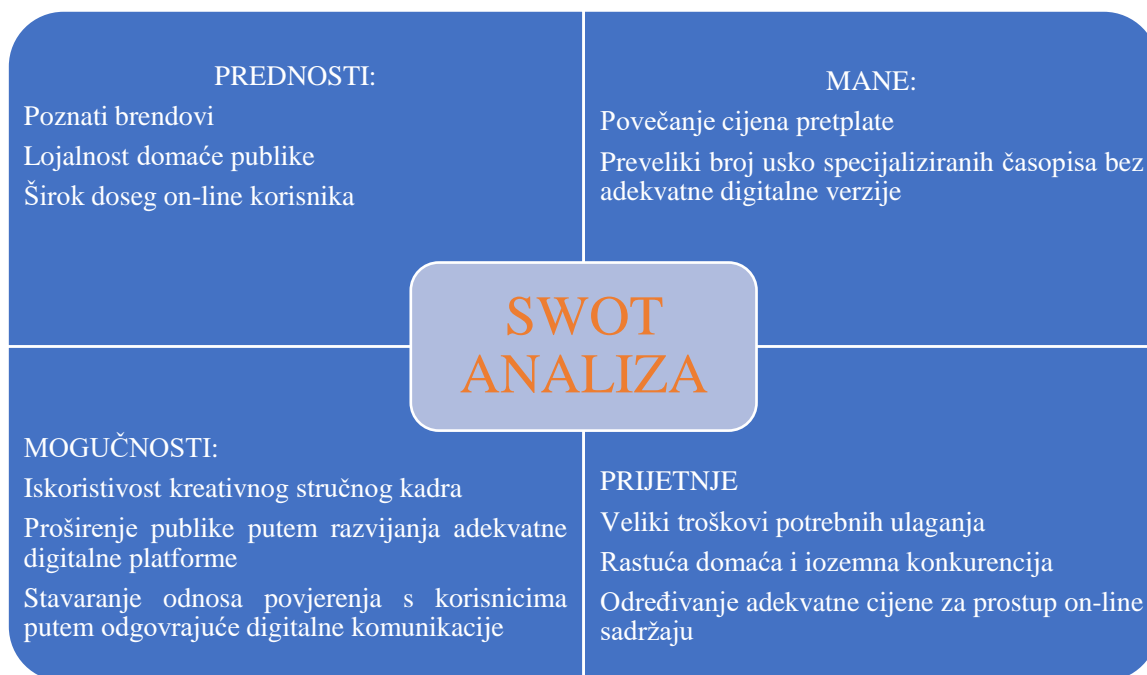 PREDNOSTI:
Poznati brendovi
Lojalnost domaće publike
Širok doseg on-line korisnika
MANE:
Povečanje cijena pretplate
Preveliki broj usko specijaliziranih časopisa bez
adekvatne digitalne verzije
SWOT
ANALIZA
MOGUČNOSTI:
Iskoristivost kreativnog stručnog kadra
Proširenje publike putem razvijanja adekvatne
digitalne platforme
Stavaranje odnosa povjerenja s korisnicima
putem odgovrajuće digitalne komunikacije
PRIJETNJE
Veliki troškovi potrebnih ulaganja
Rastuća domaća i iozemna konkurencija
Određivanje adekvatne cijene za prostup on-line
sadržaju